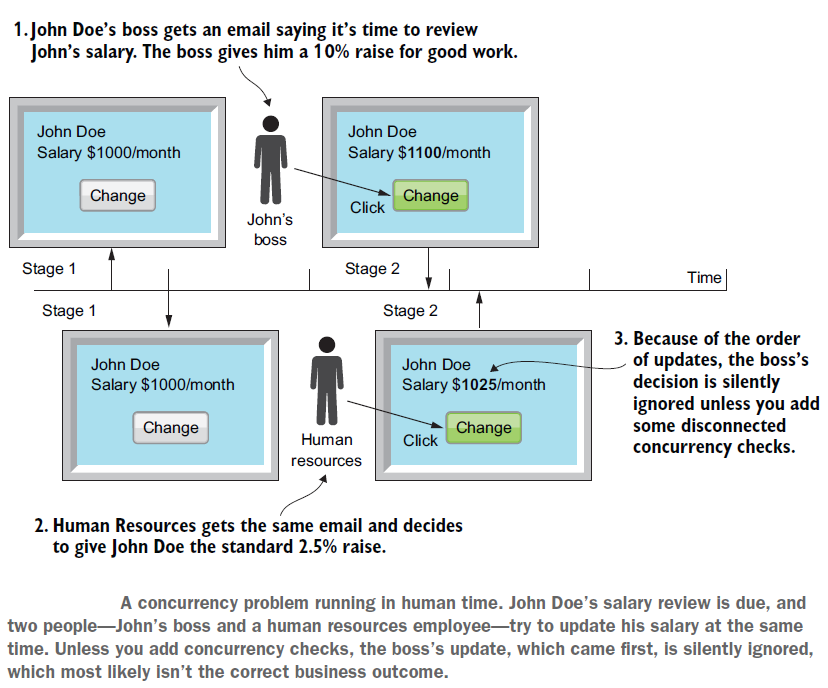 1. John Doe's boss gets an email saying it's time to review
John's salary. The boss gives him a 10% raise for good work.
John Doe
Salary $1000/month
Change
John's
boss
John Doe
Salary $1100/month
Click
Change
Stage 1
Stage 2
Time
Stage 1
Stage 2
John Doe
Salary $1000/month
Change
Human
resources
John Doe
Salary $1025/month
Click
Change
3. Because of the order
of updates, the boss's
decision is silently
ignored unless you add
some disconnected
concurrency checks.
2. Human Resources gets the same email and decides
to give John Doe the standard 2.5% raise.
A concurrency problem running in human time. John Doe's salary review is due, and
two people—John's boss and a human resources employee—try to update his salary at the same
time. Unless you add concurrency checks, the boss's update, which came first, is silently ignored,
which most likely isn't the correct business outcome.